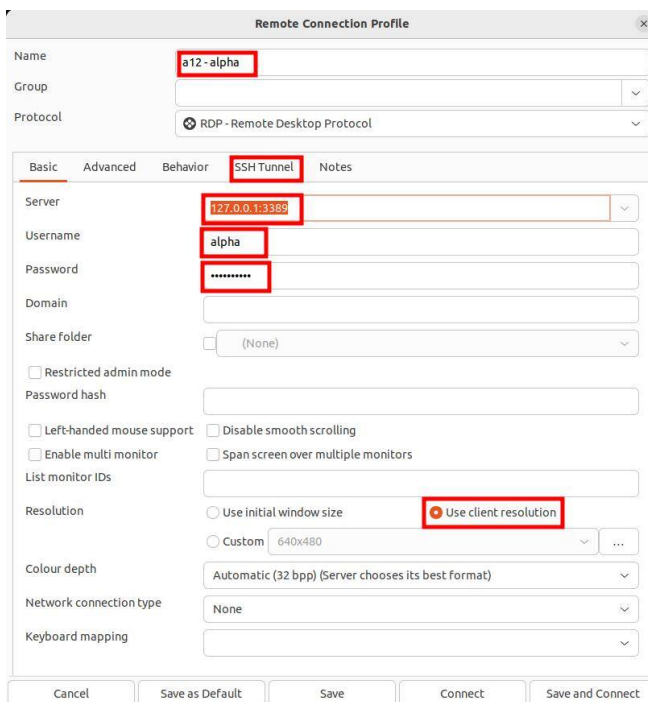 Remote Connection Profile
Name
a12 - alpha
Group
Protocol
RDP - Remote Desktop Protocol
Basic Advanced Behavior SSH Tunnel Notes
Server
127.0.0.1:3389
Username
alpha
Password
••••••••••
Domain
Share folder
(None)
Restricted admin mode
Password hash
Left-handed mouse support Disable smooth scrolling
Enable multi monitor Span screen over multiple monitors
List monitor IDs
Resolution Use initial window size Use client resolution
Custom 640x480 ...
Colour depth
Automatic (32 bpp) (Server chooses its best format)
Network connection type
None
Keyboard mapping
Cancel Save as Default Save Connect Save and Connect